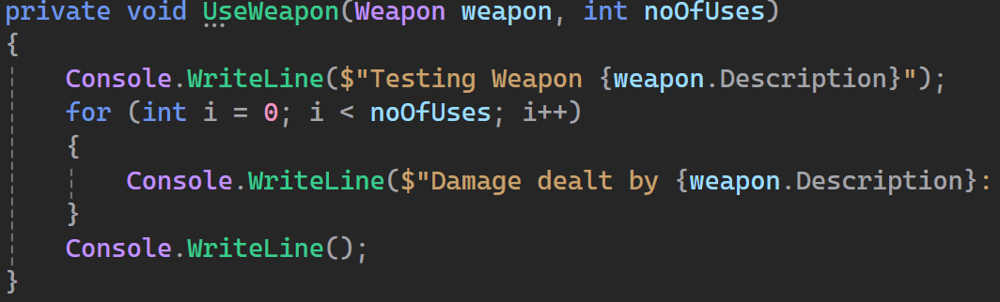 private void UseWeapon(Weapon weapon, int noOfUses)
{
    Console.WriteLine($"Testing Weapon {weapon.Description}");
    for (int i = 0; i < noOfUses; i++)
    {
        Console.WriteLine($"Damage dealt by {weapon.Description}:
    }
    Console.WriteLine();
}